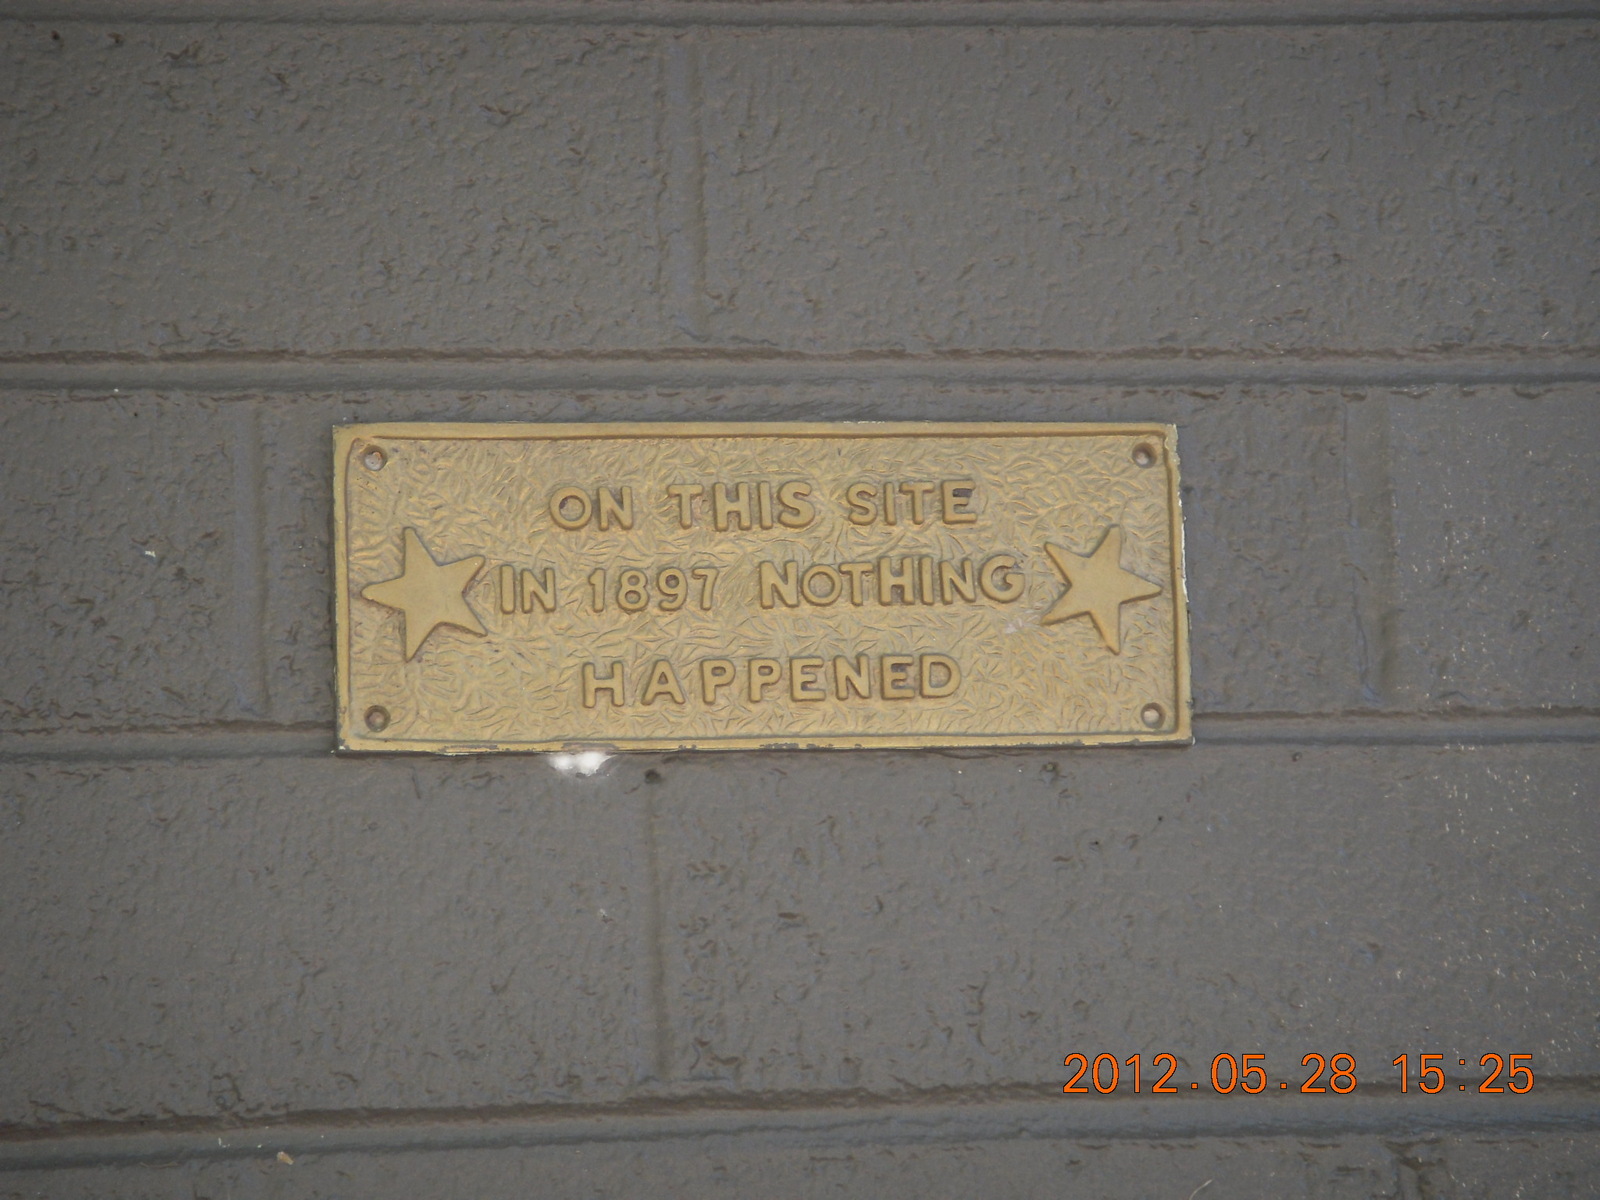 ON THIS SITE
IN 1897 NOTHING
HAPPENED
2012.05.28 15:25